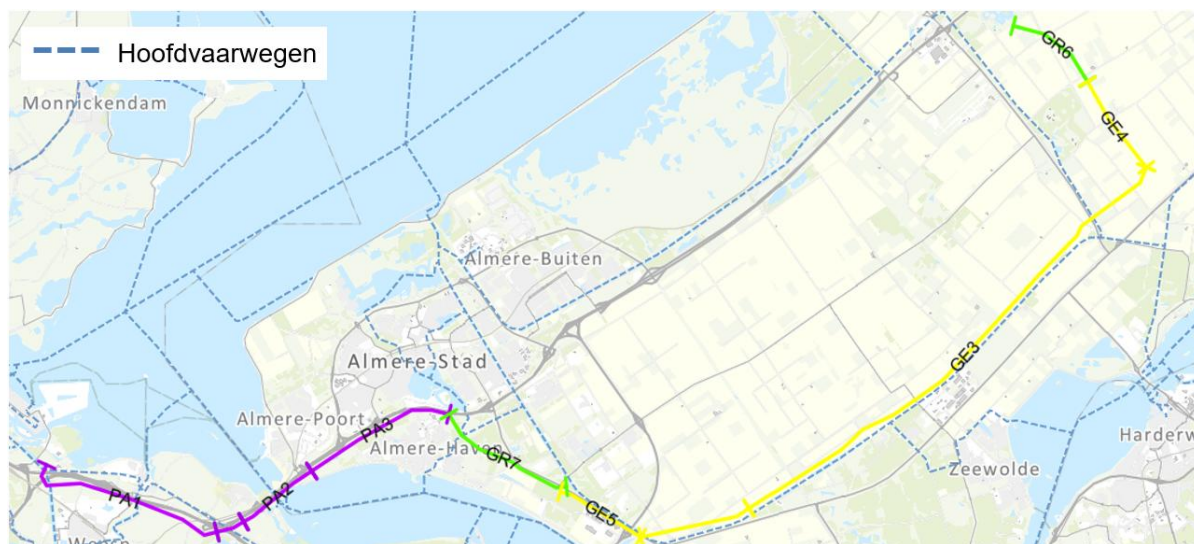 Hoofdvaarwegen
GR6
Monnickendam
GE4
Almere-Buiten
Almere-Stad
GE3
Almere-Poort
PA3
Almere-Haven
Harderw
GR7
Zeewolde
PA1
PA2
GE5